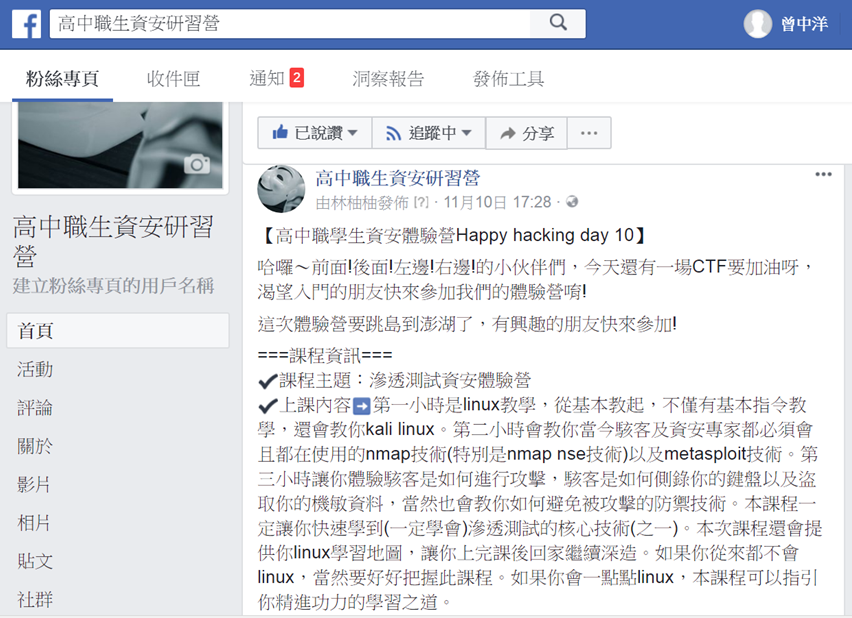 高中職生資安研習營
曾中洋
粉絲專頁 收件匣 通知 2 洞察報告 發佈工具
已說讚 追蹤中 分享
高中職生資安研習
營
建立粉絲專頁的用戶名稱
首頁
活動
評論
關於
影片
相片
貼文
社群
高中職生資安研習營
由林柚柚發佈 [?] · 11月10日 17:28 ·
【高中職學生資安體驗營Happy hacking day 10】
哈囉～前面!後面!左邊!右邊!的小伙伴們，今天還有一場CTF要加油呀，
渴望入門的朋友快來參加我們的體驗營唷!
這次體驗營要跳島到澎湖了，有興趣的朋友快來參加!
===課程資訊===
✔課程主題：滲透測試資安體驗營
✔上課內容➡第一小時是linux教學，從基本教起，不僅有基本指令教
學，還會教你kali linux。第二小時會教你當今駭客及資安專家都必須會
且都在使用的nmap技術(特別是nmap nse技術)以及metasploit技術。第
三小時讓你體驗駭客是如何進行攻擊，駭客是如何側錄你的鍵盤以及盜
取你的機敏資料，當然也會教你如何避免被攻擊的防禦技術。本課程一
定讓你快速學到(一定學會)滲透測試的核心技術(之一)。本次課程還會提
供你linux學習地圖，讓你上完課後回家繼續深造。如果你從來都不會
linux，當然要好好把握此課程。如果你會一點點linux，本課程可以指引
你精進功力的學習之道。